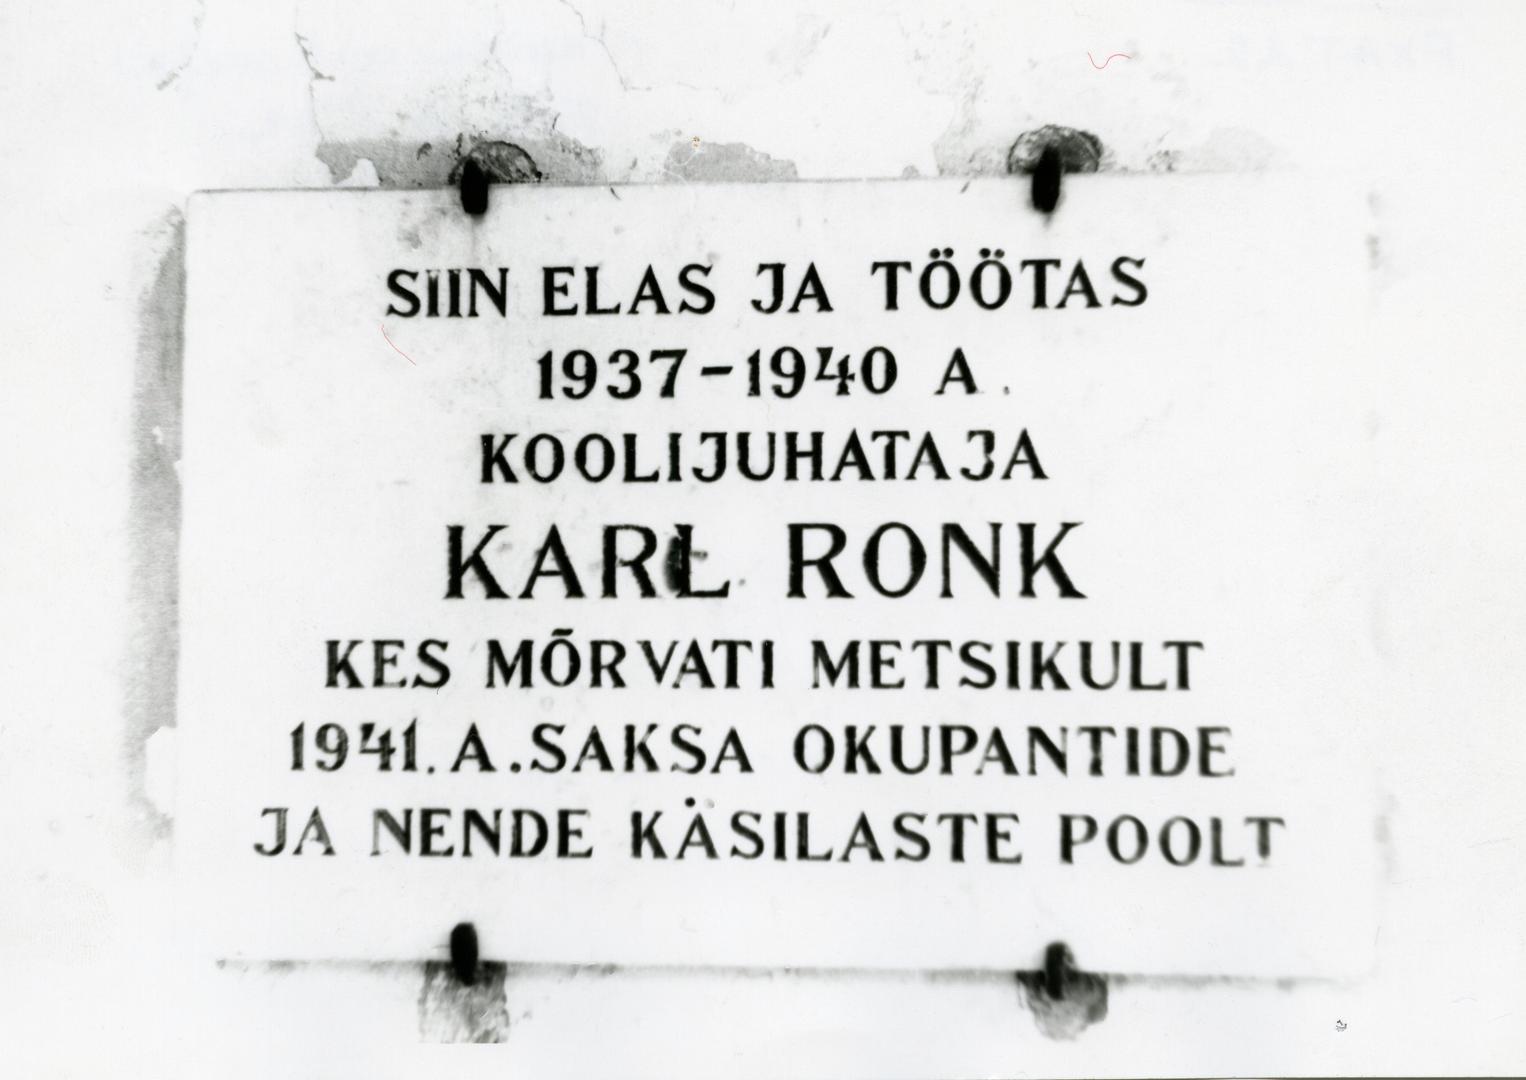 SIIN ELAS JA TÖÖTAS
1937-1940 A.
KOOLIJUHATAJA
KARL RONK
KES MÕRVATI METSIKULT
1941. A. SAKSA OKUPANTIDE
JA NENDE KÄSILASTE POOLT